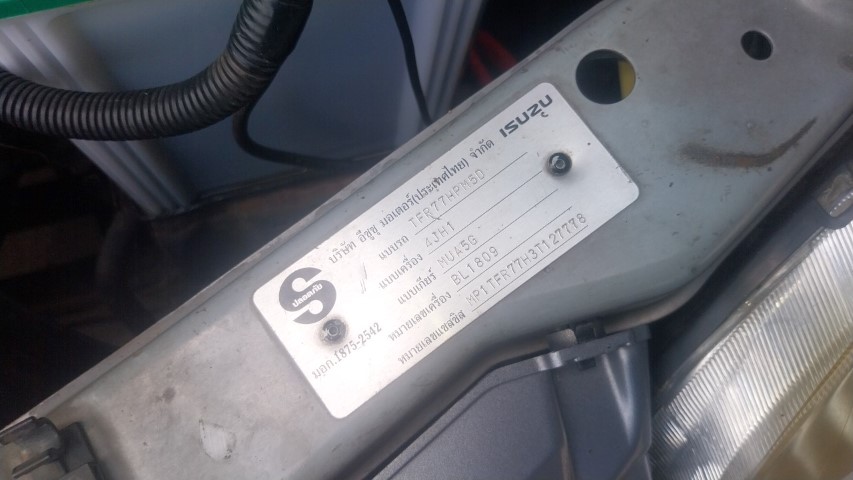 ISUZU
บริษัท อีซูซุ มอเตอร์(ประเทศไทย) จำกัด
แบบรถ TFR77HPM5D
แบบเครื่อง 4JH1
แบบเกียร์ MUA5G
หมายเลขเครื่อง BL1809
หมายเลขแชสซีส MP1TFR77H3T127778
S
ปลอดภัย
มอก.1875-2542